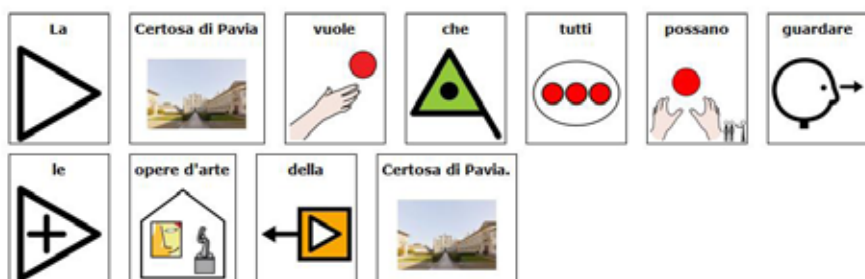 La Certosa di Pavia vuole che tutti possano guardare
le opere d'arte della Certosa di Pavia.